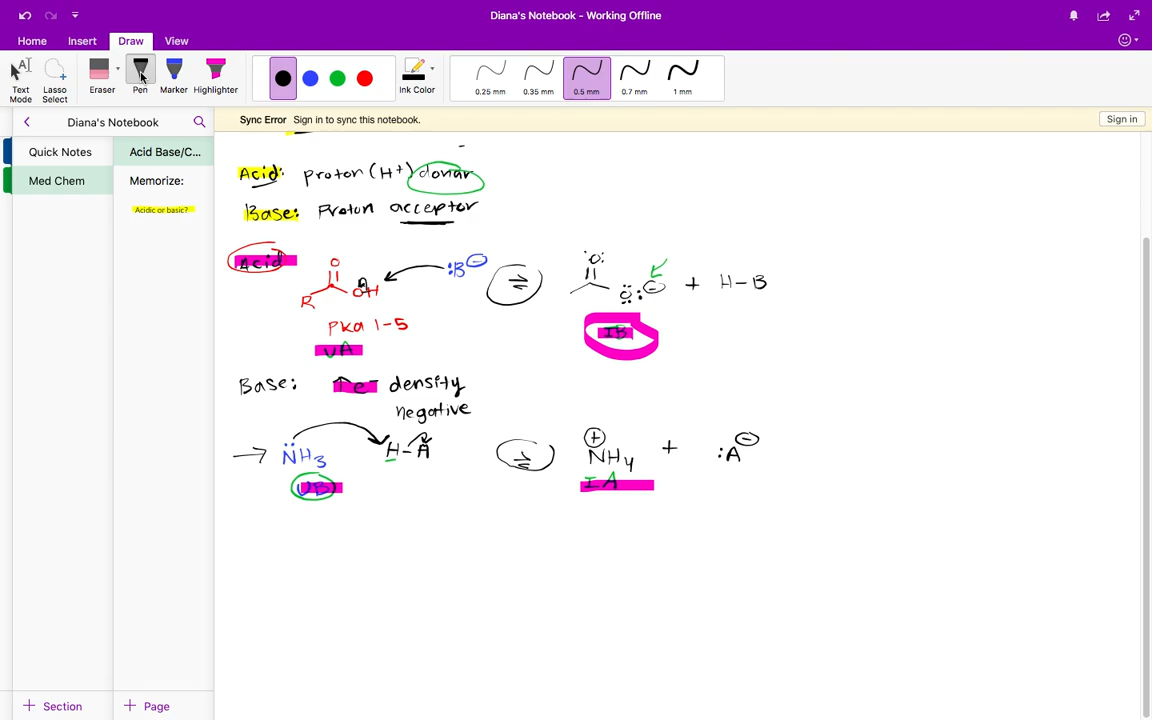 Diana's Notebook - Working Offline
Home Insert Draw View
Text Mode Lasso Select Eraser Pen Marker Highlighter Ink Color 0.25 mm 0.35 mm 0.5 mm 0.7 mm 1 mm
Diana's Notebook
Sync Error Sign in to sync this notebook. Sign in
Quick Notes Acid Base/C...
Med Chem Memorize:
Acidic or basic?
Acid: proton (H+) donar
Base: Proton acceptor
Acid
R O OH :B⊖ ⇌ :O: :Ö:⊖ + H-B
Pka 1-5
UA IB
Base: ↑e⁻ density
negative
→ N̈H3 H-A ⇌ ⊕NH4 + :A⊖
UB IA
+ Section + Page